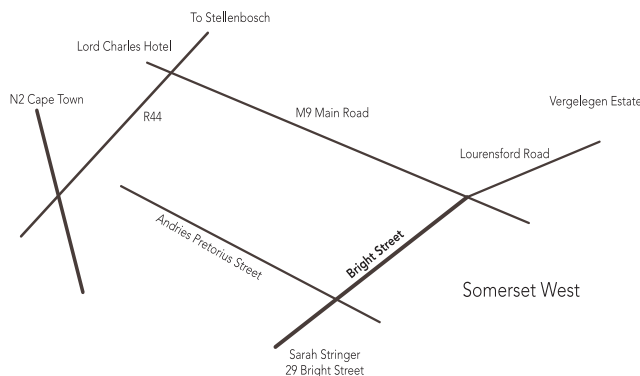 To Stellenbosch
Lord Charles Hotel
N2 Cape Town
R44
M9 Main Road
Vergelegen Estate
Lourensford Road
Andries Pretorius Street
Bright Street
Somerset West
Sarah Stringer
29 Bright Street